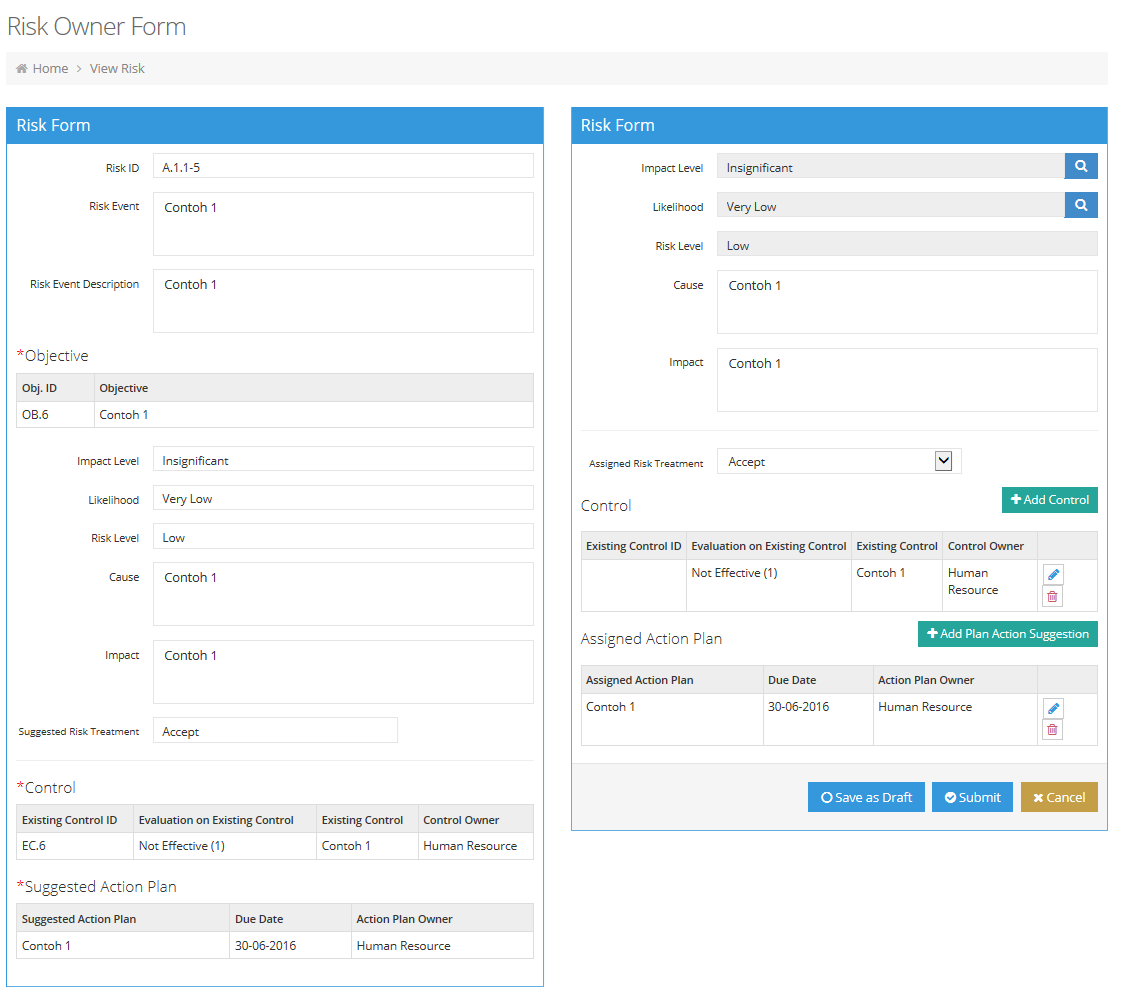 Risk Owner Form
Home > View Risk
Risk Form
Risk ID A.1.1-5
Risk Event Contoh 1
Risk Event Description Contoh 1
*Objective
Obj. ID Objective
OB.6 Contoh 1
Impact Level Insignificant
Likelihood Very Low
Risk Level Low
Cause Contoh 1
Impact Contoh 1
Suggested Risk Treatment Accept
*Control
Existing Control ID Evaluation on Existing Control Existing Control Control Owner
EC.6 Not Effective (1) Contoh 1 Human Resource
*Suggested Action Plan
Suggested Action Plan Due Date Action Plan Owner
Contoh 1 30-06-2016 Human Resource
Risk Form
Impact Level Insignificant
Likelihood Very Low
Risk Level Low
Cause Contoh 1
Impact Contoh 1
Assigned Risk Treatment Accept
Control Add Control
Existing Control ID Evaluation on Existing Control Existing Control Control Owner
Not Effective (1) Contoh 1 Human
Resource
Assigned Action Plan Add Plan Action Suggestion
Assigned Action Plan Due Date Action Plan Owner
Contoh 1 30-06-2016 Human Resource
Save as Draft Submit Cancel